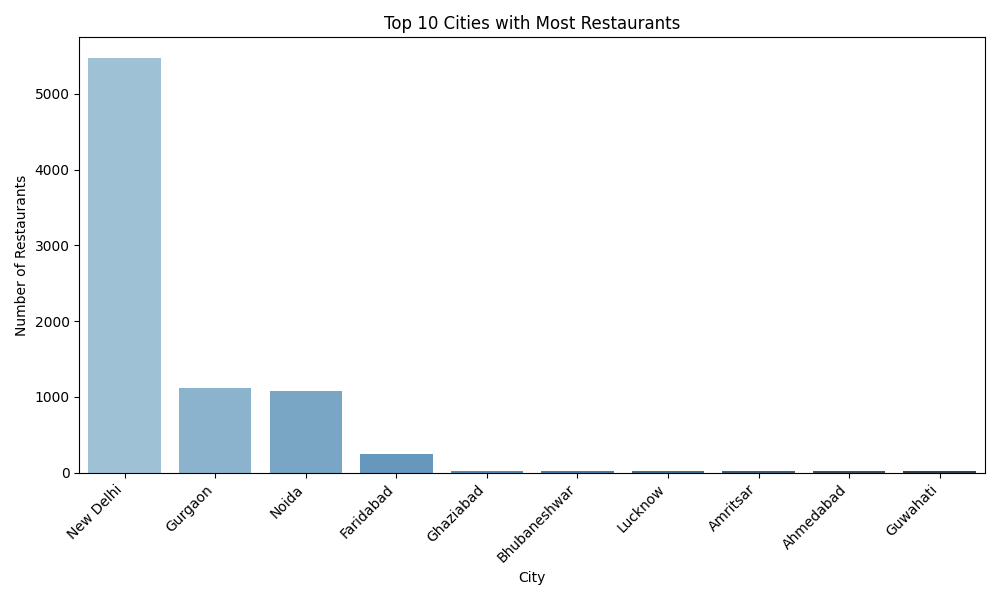 Top 10 Cities with Most Restaurants
Number of Restaurants
5000
4000
3000
2000
1000
0
New Delhi
Gurgaon
Noida
Faridabad
Ghaziabad
Bhubaneshwar
Lucknow
Amritsar
Ahmedabad
Guwahati
City